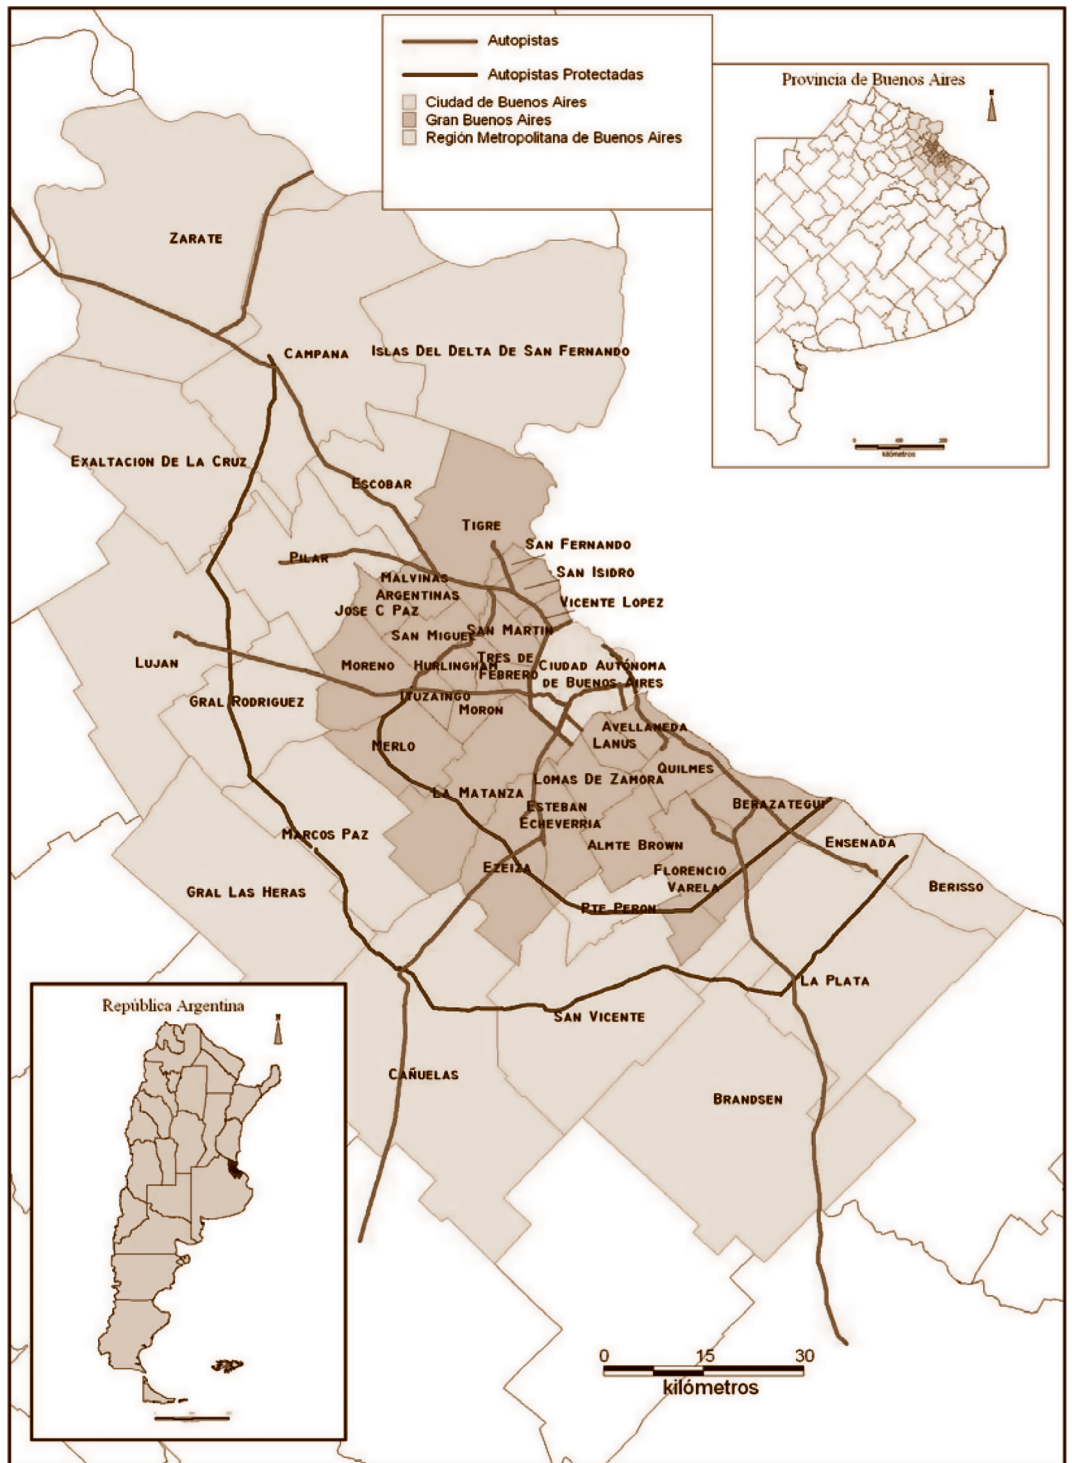 Autopistas
Autopistas Protectadas
Ciudad de Buenos Aires
Gran Buenos Aires
Región Metropolitana de Buenos Aires
Provincia de Buenos Aires
kilómetros
ZARATE
CAMPANA
ISLAS DEL DELTA DE SAN FERNANDO
EXALTACION DE LA CRUZ
ESCOBAR
TIGRE
SAN FERNANDO
PILAR
SAN ISIDRO
MALVINAS
ARGENTINAS
VICENTE LOPEZ
JOSE C PAZ
SAN MIGUEL
SAN MARTIN
LUJAN
MORENO
HURLINGHAM
TRES DE
FEBRERO
CIUDAD AUTÓNOMA
DE BUENOS AIRES
GRAL RODRIGUEZ
ITUZAINGO
MORON
AVELLANEDA
MERLO
LANUS
QUILMES
LOMAS DE ZAMORA
LA MATANZA
BERAZATEGUI
ESTEBAN
ECHEVERRIA
MARCOS PAZ
ALMTE BROWN
ENSENADA
EZEIZA
FLORENCIO
VARELA
GRAL LAS HERAS
BERISSO
PTE PERON
LA PLATA
SAN VICENTE
CAÑUELAS
BRANDSEN
República Argentina
0 15 30
kilómetros